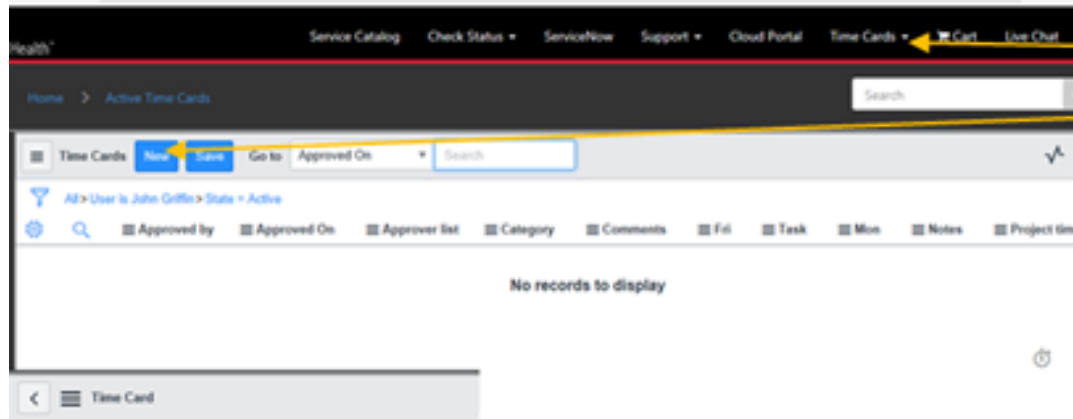 Health
Service Catalog Check Status ServiceNow Support Cloud Portal Time Cards Cart Live Chat
Home > Active Time Cards
Search
Time Cards New Save Go to Approved On Search
All>User is John Griffin>State = Active
Approved by Approved On Approver list Category Comments Fri Task Mon Notes Project tim
No records to display
Time Card